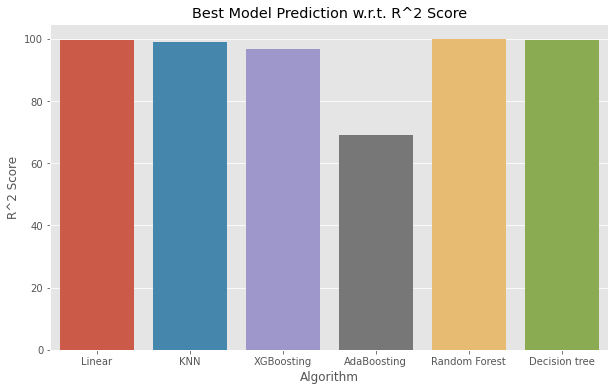 Best Model Prediction w.r.t. R^2 Score
100
80
60
40
20
0
R^2 Score
Linear
KNN
XGBoosting
AdaBoosting
Random Forest
Decision tree
Algorithm